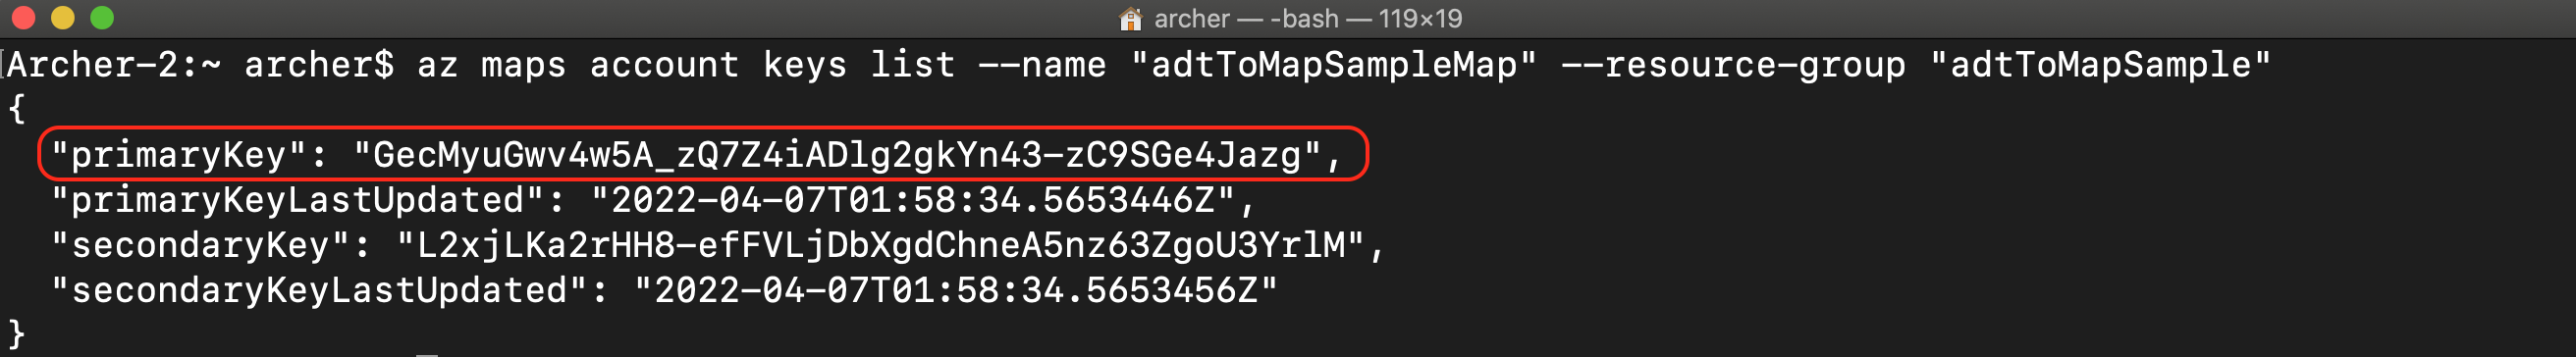 archer — -bash — 119×19
Archer-2:~ archer$ az maps account keys list --name "adtToMapSampleMap" --resource-group "adtToMapSample"
{
"primaryKey": "GecMyuGwv4w5A_zQ7Z4iADlg2gkYn43-zC9SGe4Jazg",
"primaryKeyLastUpdated": "2022-04-07T01:58:34.5653446Z",
"secondaryKey": "L2xjLKa2rHH8-efFVLjDbXgdChneA5nz63ZgoU3YrlM",
"secondaryKeyLastUpdated": "2022-04-07T01:58:34.5653456Z"
}